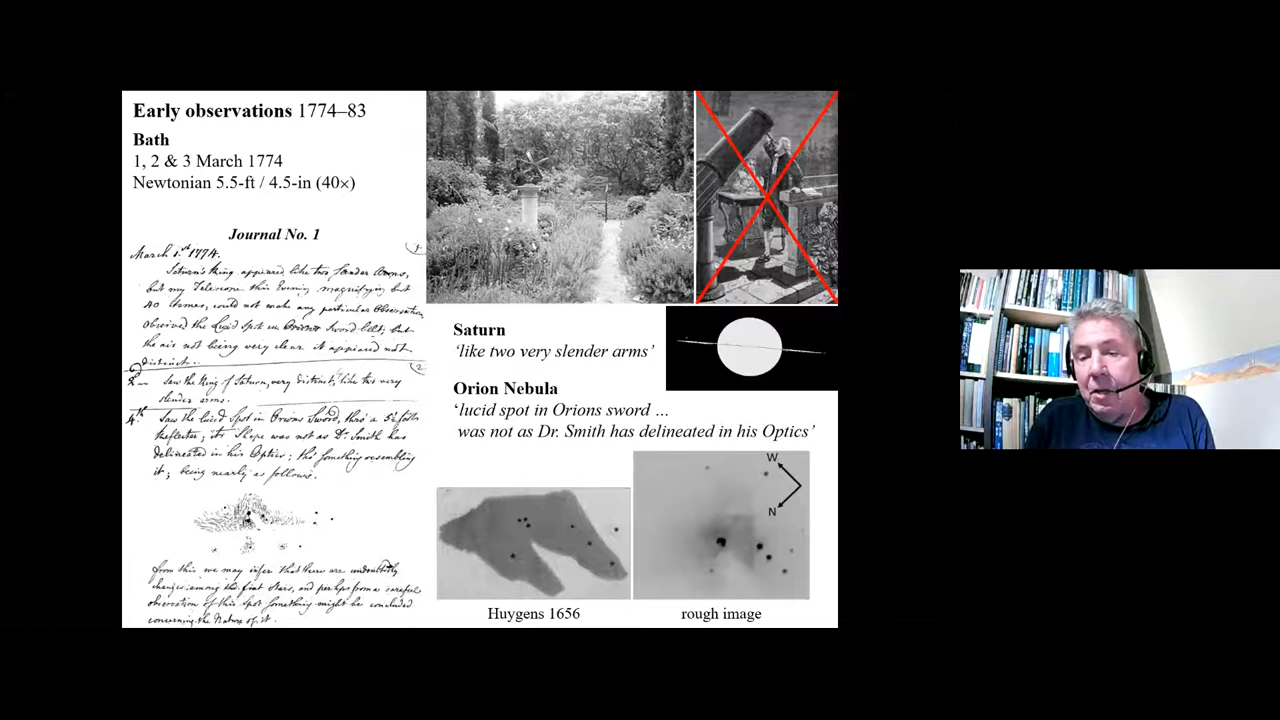 Early observations 1774–83
Bath
1, 2 & 3 March 1774
Newtonian 5.5-ft / 4.5-in (40×)
Journal No. 1
March 1.st 1774.
Saturn's Ring appeared like two slender Arms,
but my Telescope this Evening magnifying but
40 times, could not make any particular Observation
observed the Lucid Spot in Orions Sword belt; but
the air not being very clear it appeared not
distinct.
Saw the Ring of Saturn, very distinct, like two very
slender arms.
4.th Saw the lucid Spot in Orions Sword, thro' a 5½ foot
Reflector; its Shape was not as Dr. Smith has
delineated in his Optics; tho' Something resembling
it; being nearly as follows.
from this we may infer that there are undoubtedly
changes among the fixt Stars, and perhaps from a careful
observation of this Spot something might be concluded
concerning the Nature of it.
Saturn
‘like two very slender arms’
Orion Nebula
‘lucid spot in Orions sword ...
was not as Dr. Smith has delineated in his Optics’
W
N
Huygens 1656
rough image